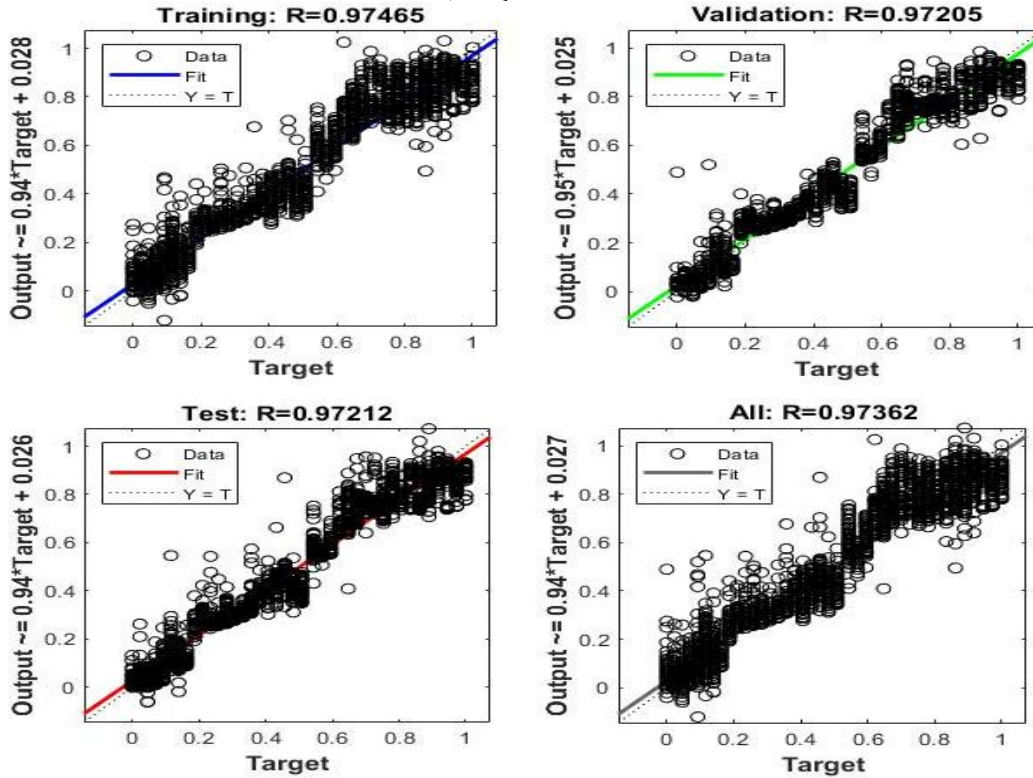 Training: R=0.97465
Output ~= 0.94*Target + 0.028
1
0.8
0.6
0.4
0.2
0
Data
Fit
Y = T
0 0.2 0.4 0.6 0.8 1
Target
Validation: R=0.97205
Output ~= 0.95*Target + 0.025
1
0.8
0.6
0.4
0.2
0
Data
Fit
Y = T
0 0.2 0.4 0.6 0.8 1
Target
Test: R=0.97212
Output ~= 0.94*Target + 0.026
1
0.8
0.6
0.4
0.2
0
Data
Fit
Y = T
0 0.2 0.4 0.6 0.8 1
Target
All: R=0.97362
Output ~= 0.94*Target + 0.027
1
0.8
0.6
0.4
0.2
0
Data
Fit
Y = T
0 0.2 0.4 0.6 0.8 1
Target